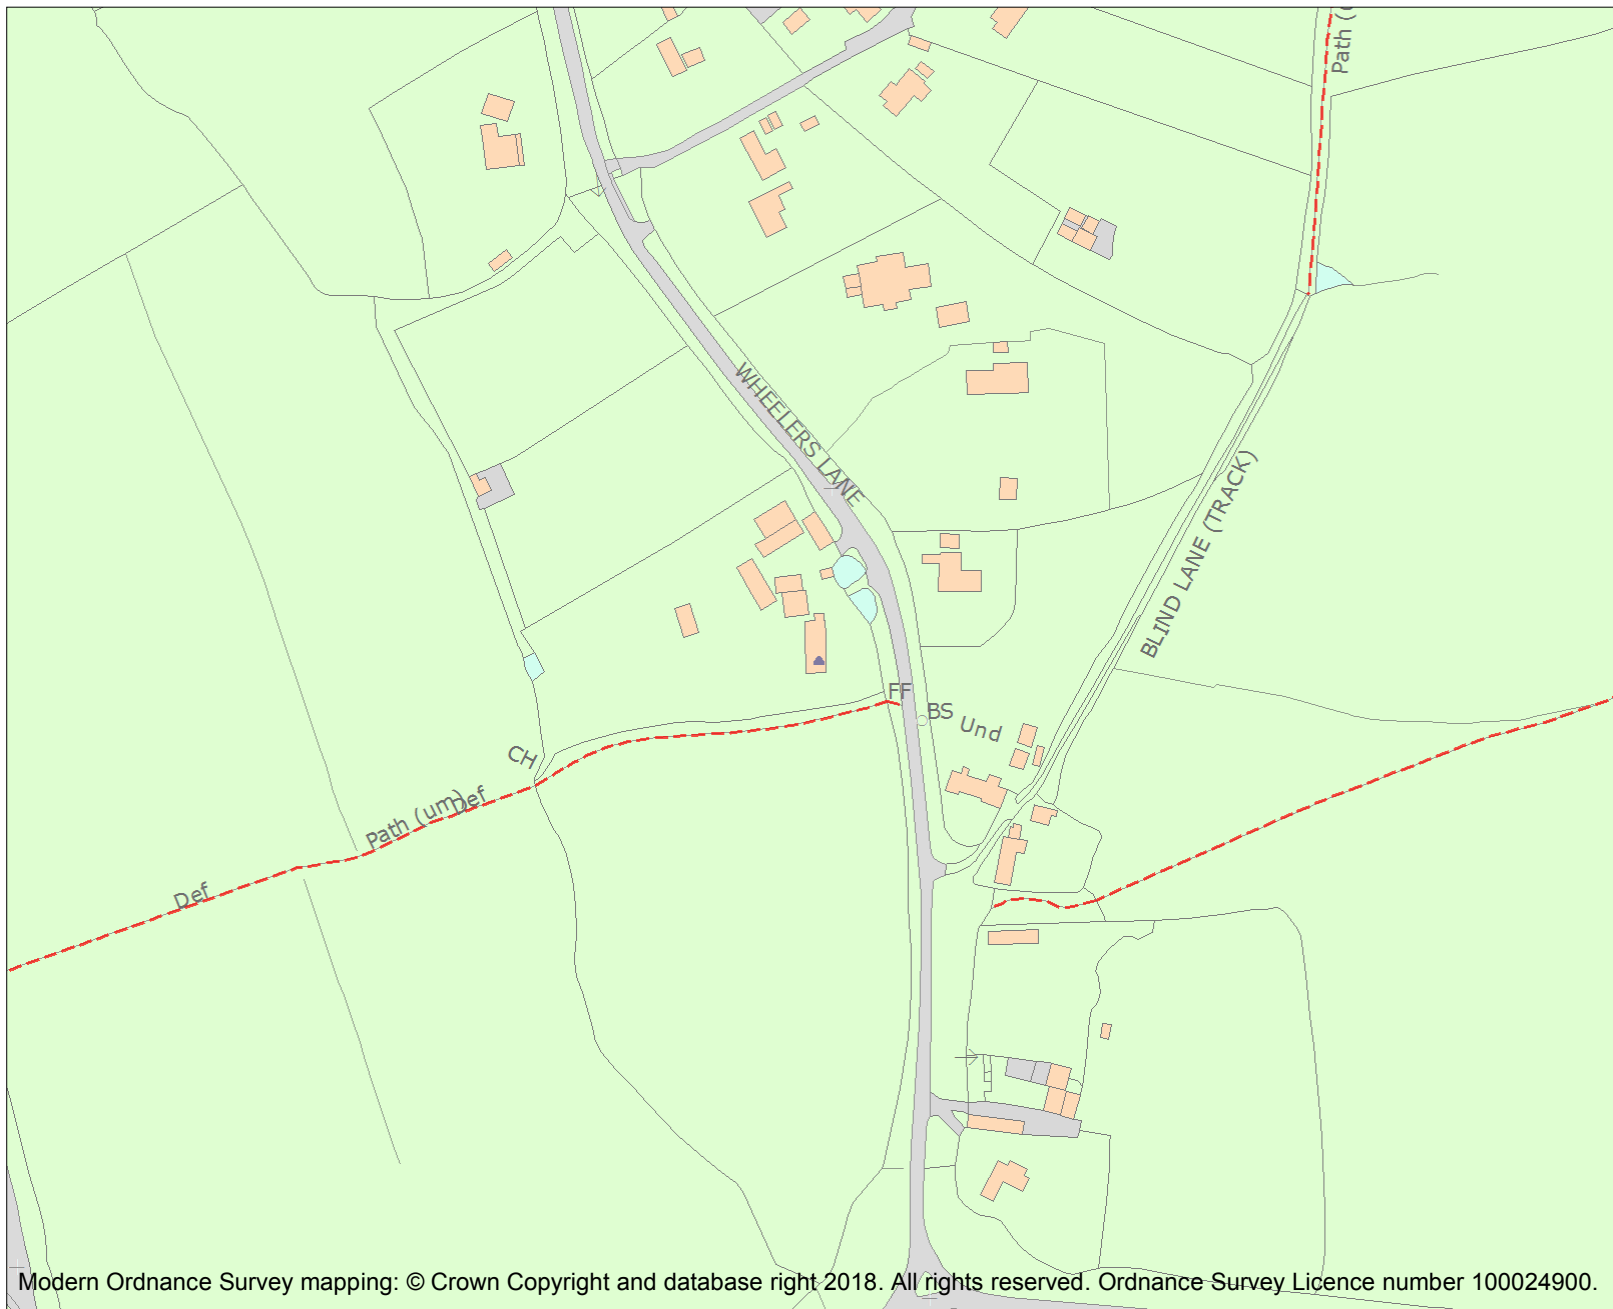 Path (
WHEELERS LANE
BLIND LANE (TRACK)
FF
BS
Und
CH
Path (um)
Def
Def
Modern Ordnance Survey mapping: © Crown Copyright and database right 2018. All rights reserved. Ordnance Survey Licence number 100024900.